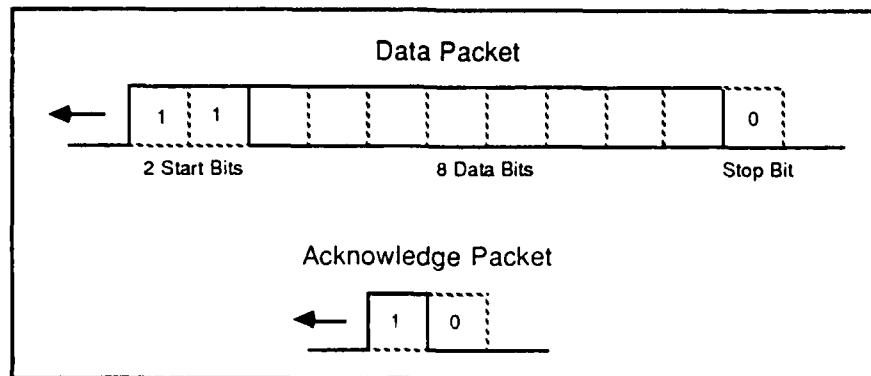 Data Packet
1 1 0
2 Start Bits 8 Data Bits Stop Bit
Acknowledge Packet
1 0